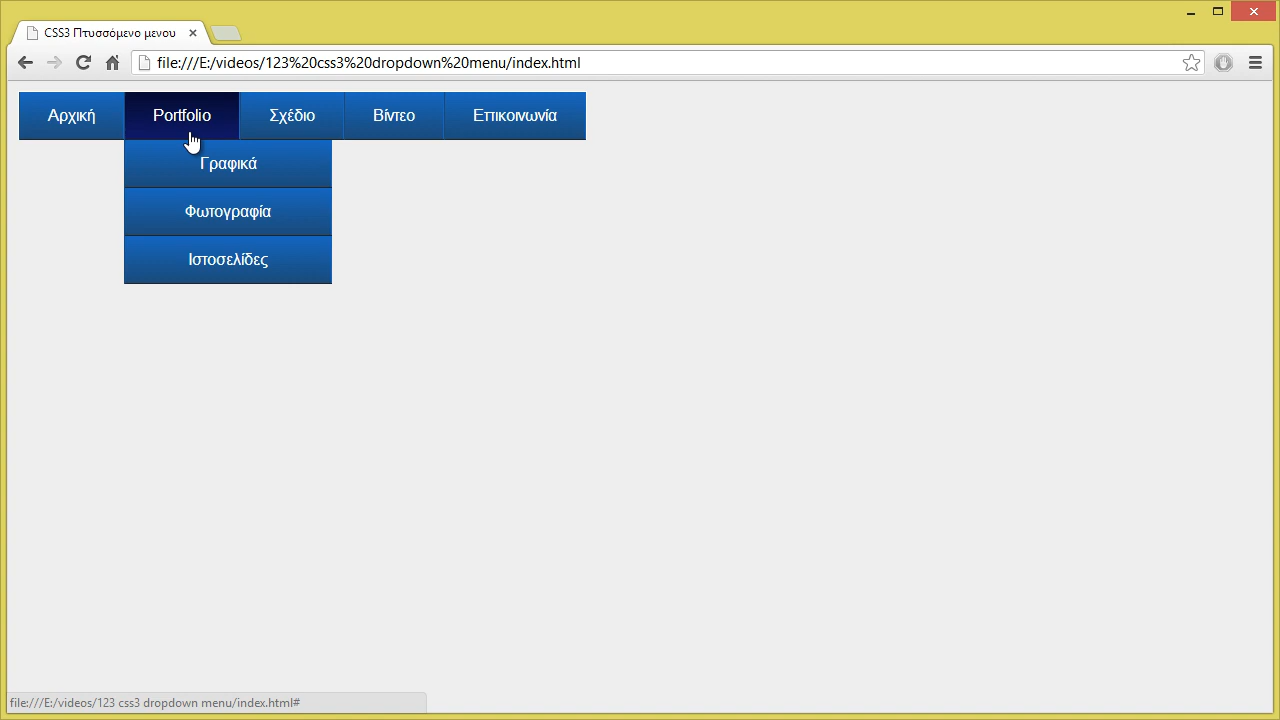 CSS3 Πτυσσόμενο μενου
file:///E:/videos/123%20css3%20dropdown%20menu/index.html
Αρχική Portfolio Σχέδιο Βίντεο Επικοινωνία
Γραφικά
Φωτογραφία
Ιστοσελίδες
file:///E:/videos/123 css3 dropdown menu/index.html#